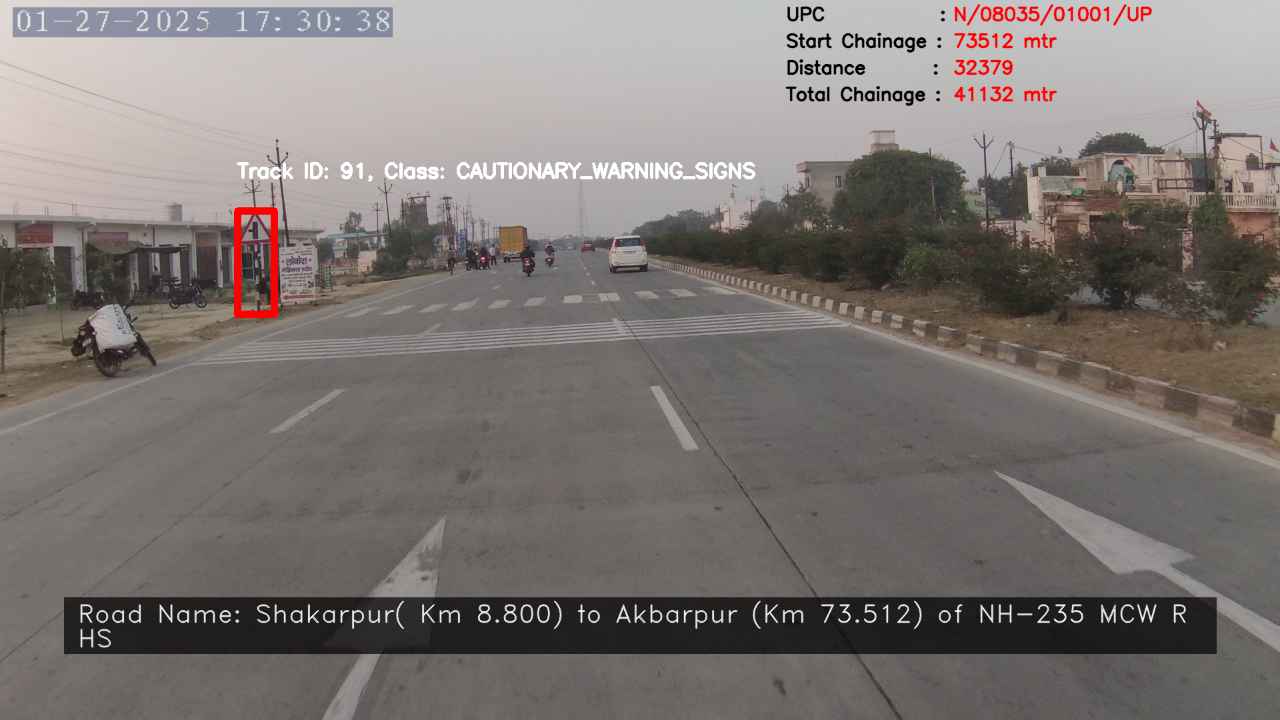 01-27-2025 17:30:38
UPC : N/08035/01001/UP
Start Chainage : 73512 mtr
Distance : 32379
Total Chainage : 41132 mtr
Track ID: 91, Class: CAUTIONARY_WARNING_SIGNS
Road Name: Shakarpur( Km 8.800) to Akbarpur (Km 73.512) of NH-235 MCW R
HS